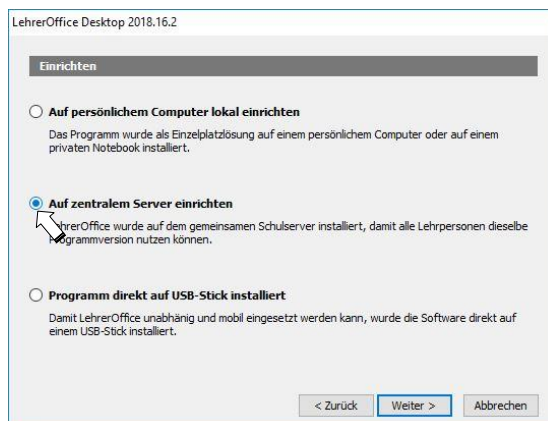 LehrerOffice Desktop 2018.16.2
Einrichten
Auf persönlichem Computer lokal einrichten
Das Programm wurde als Einzelplatzlösung auf einem persönlichem Computer oder auf einem
privaten Notebook installiert.
Auf zentralem Server einrichten
LehrerOffice wurde auf dem gemeinsamen Schulserver installiert, damit alle Lehrpersonen dieselbe
Programmversion nutzen können.
Programm direkt auf USB-Stick installiert
Damit LehrerOffice unabhänig und mobil eingesetzt werden kann, wurde die Software direkt auf
einem USB-Stick installiert.
< Zurück Weiter > Abbrechen